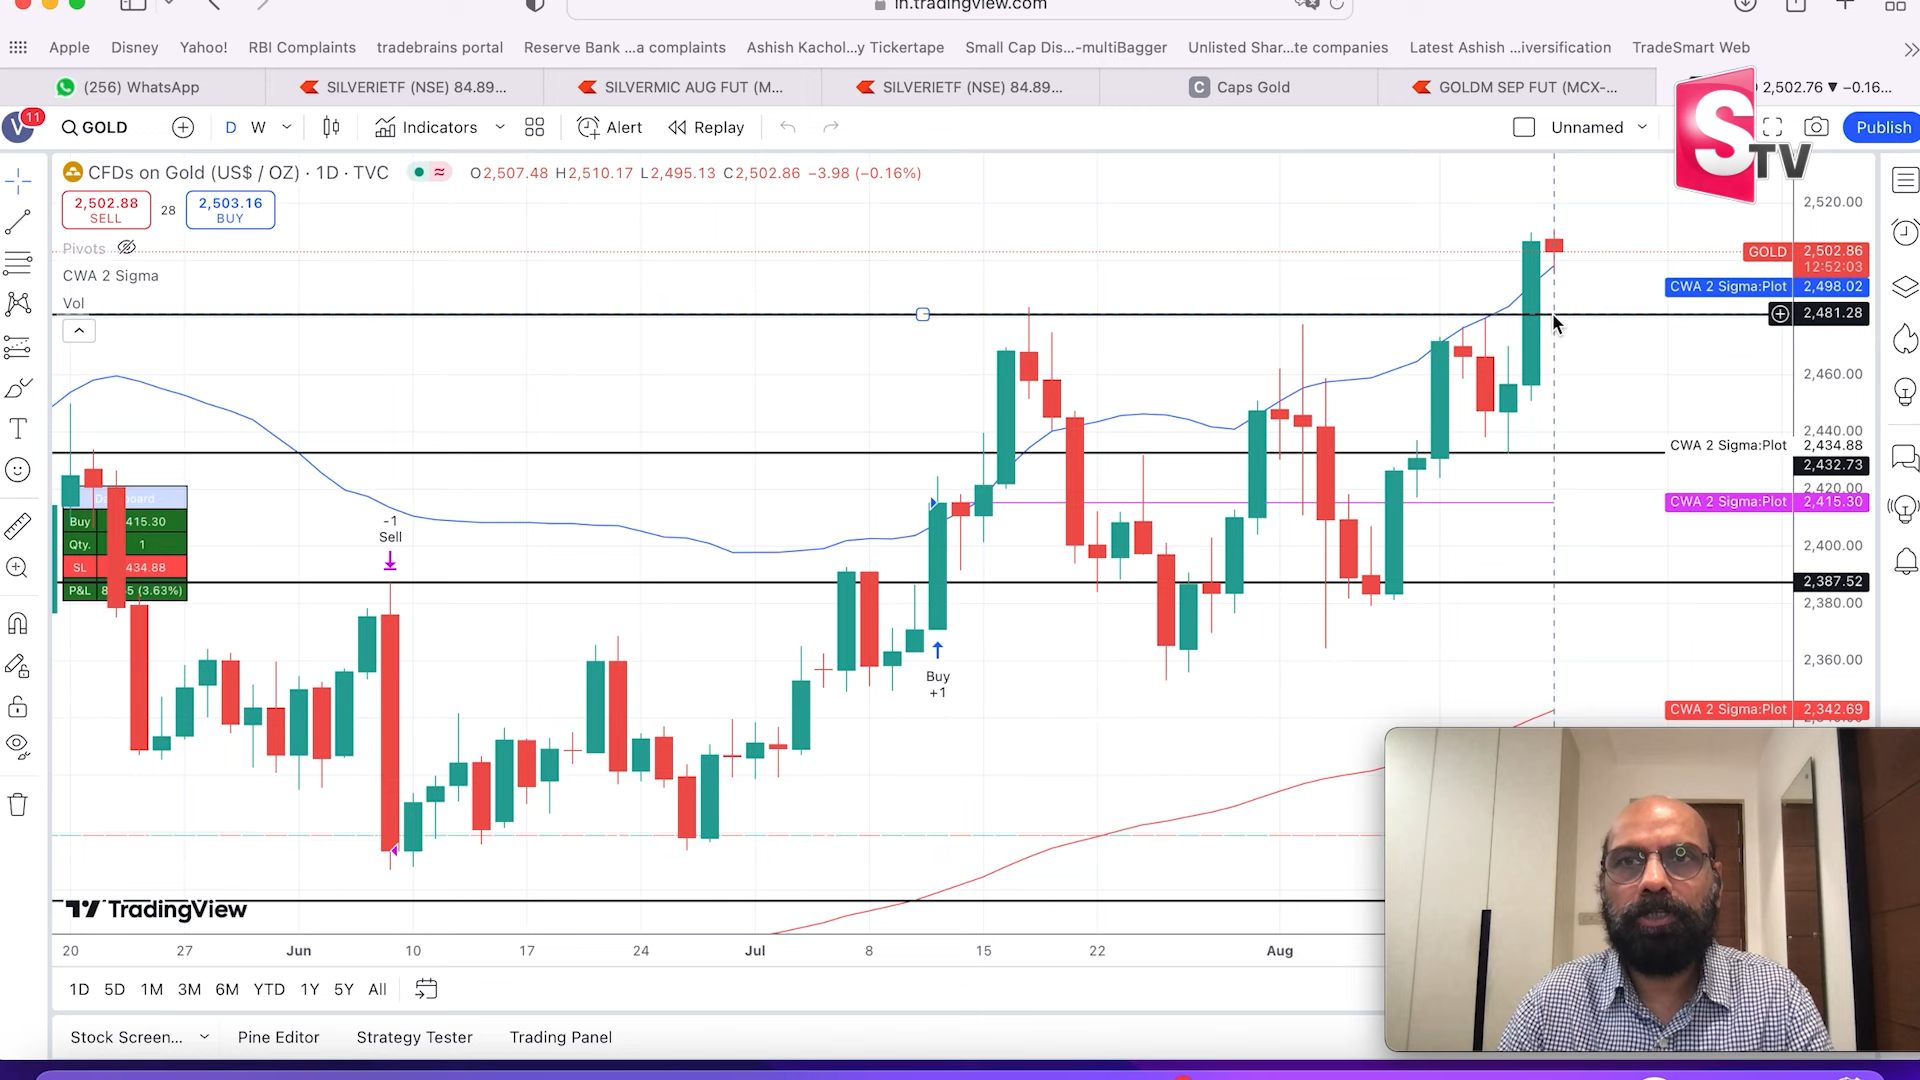 in.tradingview.com
Apple Disney Yahoo! RBI Complaints tradebrains portal Reserve Bank ...a complaints Ashish Kachol...y Tickertape Small Cap Dis...-multiBagger Unlisted Shar...te companies Latest Ashish ...iversification TradeSmart Web
(256) WhatsApp SILVERIETF (NSE) 84.89... SILVERMIC AUG FUT (M... SILVERIETF (NSE) 84.89... C Caps Gold GOLDM SEP FUT (MCX-... 2,502.76 ▼ −0.16...
V 11 GOLD D W Indicators Alert Replay Unnamed Publish
S TV
CFDs on Gold (US$ / OZ) · 1D · TVC O2,507.48 H2,510.17 L2,495.13 C2,502.86 −3.98 (−0.16%)
2,502.88 SELL 28 2,503.16 BUY
Pivots
CWA 2 Sigma
Vol
2,520.00
GOLD 2,502.86
12:52:03
CWA 2 Sigma:Plot 2,498.02
2,481.28
2,460.00
2,440.00
CWA 2 Sigma:Plot 2,434.88
2,432.73
2,420.00
CWA 2 Sigma:Plot 2,415.30
2,400.00
2,387.52
2,380.00
2,360.00
CWA 2 Sigma:Plot 2,342.69
Buy 415.30
Qty. 1
SL 434.88
P&L (3.63%)
-1
Sell
Buy
+1
TradingView
20 27 Jun 10 17 24 Jul 8 15 22 Aug
1D 5D 1M 3M 6M YTD 1Y 5Y All
Stock Screen... Pine Editor Strategy Tester Trading Panel